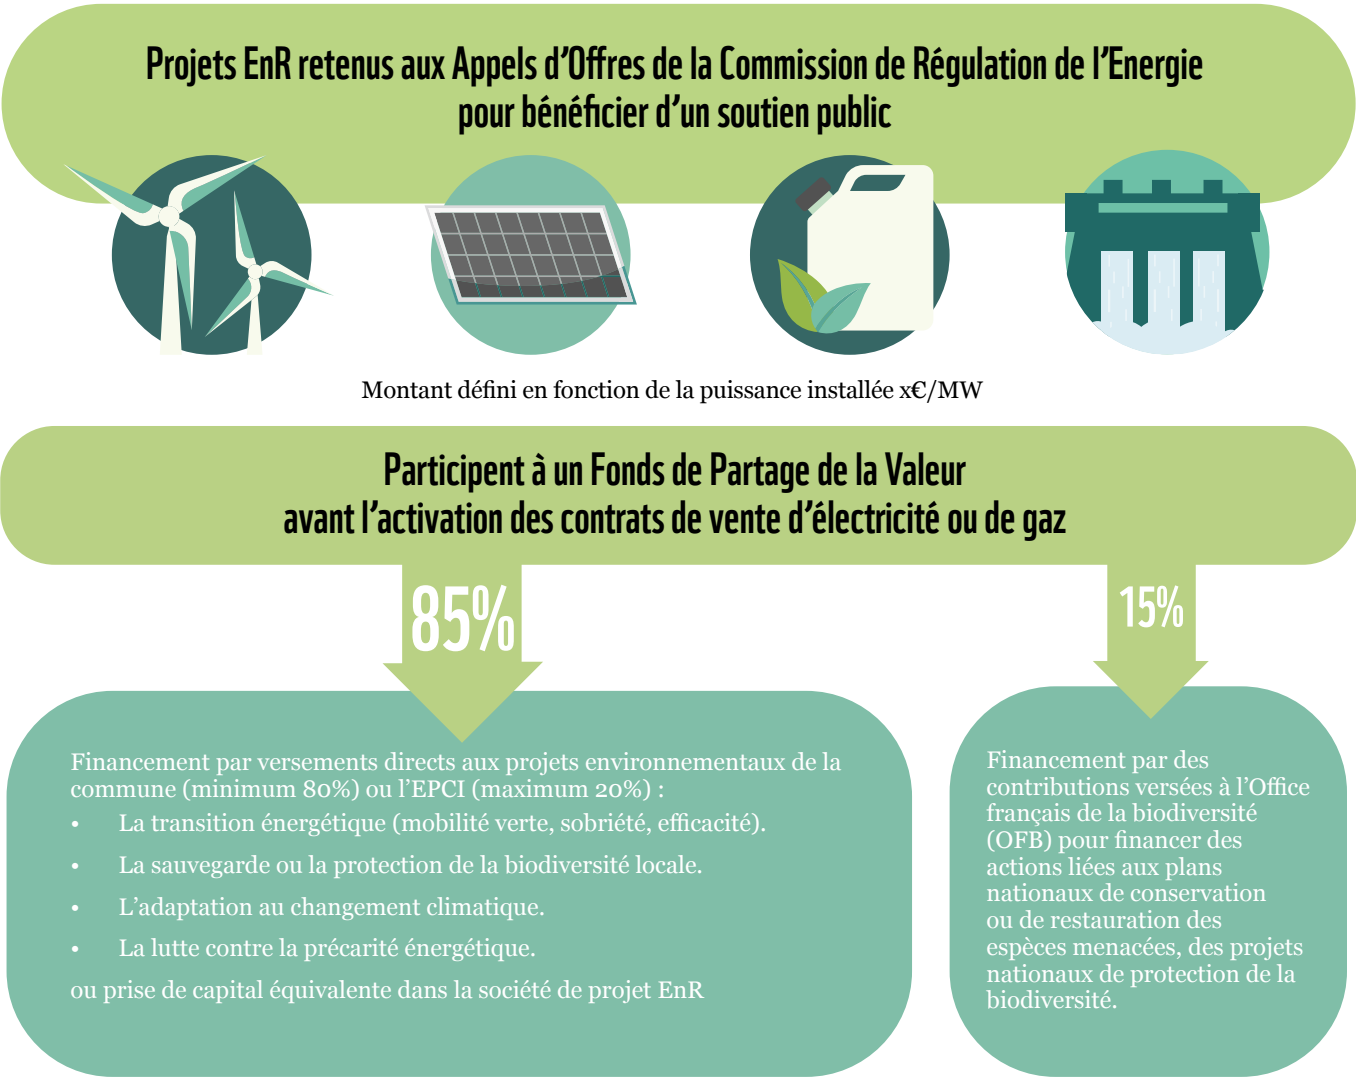 Projets EnR retenus aux Appels d’Offres de la Commission de Régulation de l’Energie
pour bénéficier d’un soutien public
Montant défini en fonction de la puissance installée x€/MW
Participent à un Fonds de Partage de la Valeur
avant l’activation des contrats de vente d’électricité ou de gaz
85%
15%
Financement par versements directs aux projets environnementaux de la
commune (minimum 80%) ou l’EPCI (maximum 20%) :
• La transition énergétique (mobilité verte, sobriété, efficacité).
• La sauvegarde ou la protection de la biodiversité locale.
• L’adaptation au changement climatique.
• La lutte contre la précarité énergétique.
ou prise de capital équivalente dans la société de projet EnR
Financement par des
contributions versées à l’Office
français de la biodiversité
(OFB) pour financer des
actions liées aux plans
nationaux de conservation
ou de restauration des
espèces menacées, des projets
nationaux de protection de la
biodiversité.